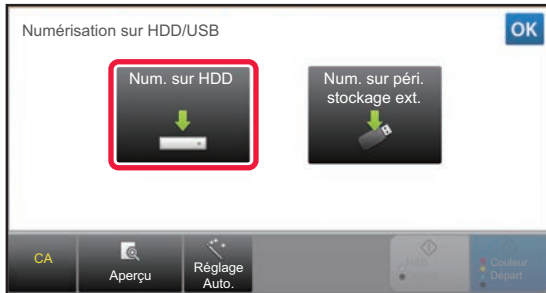 Numérisation sur HDD/USB
OK
Num. sur HDD
Num. sur péri.
stockage ext.
CA
Aperçu
Réglage
Auto.
N&B
Départ
Couleur
Départ